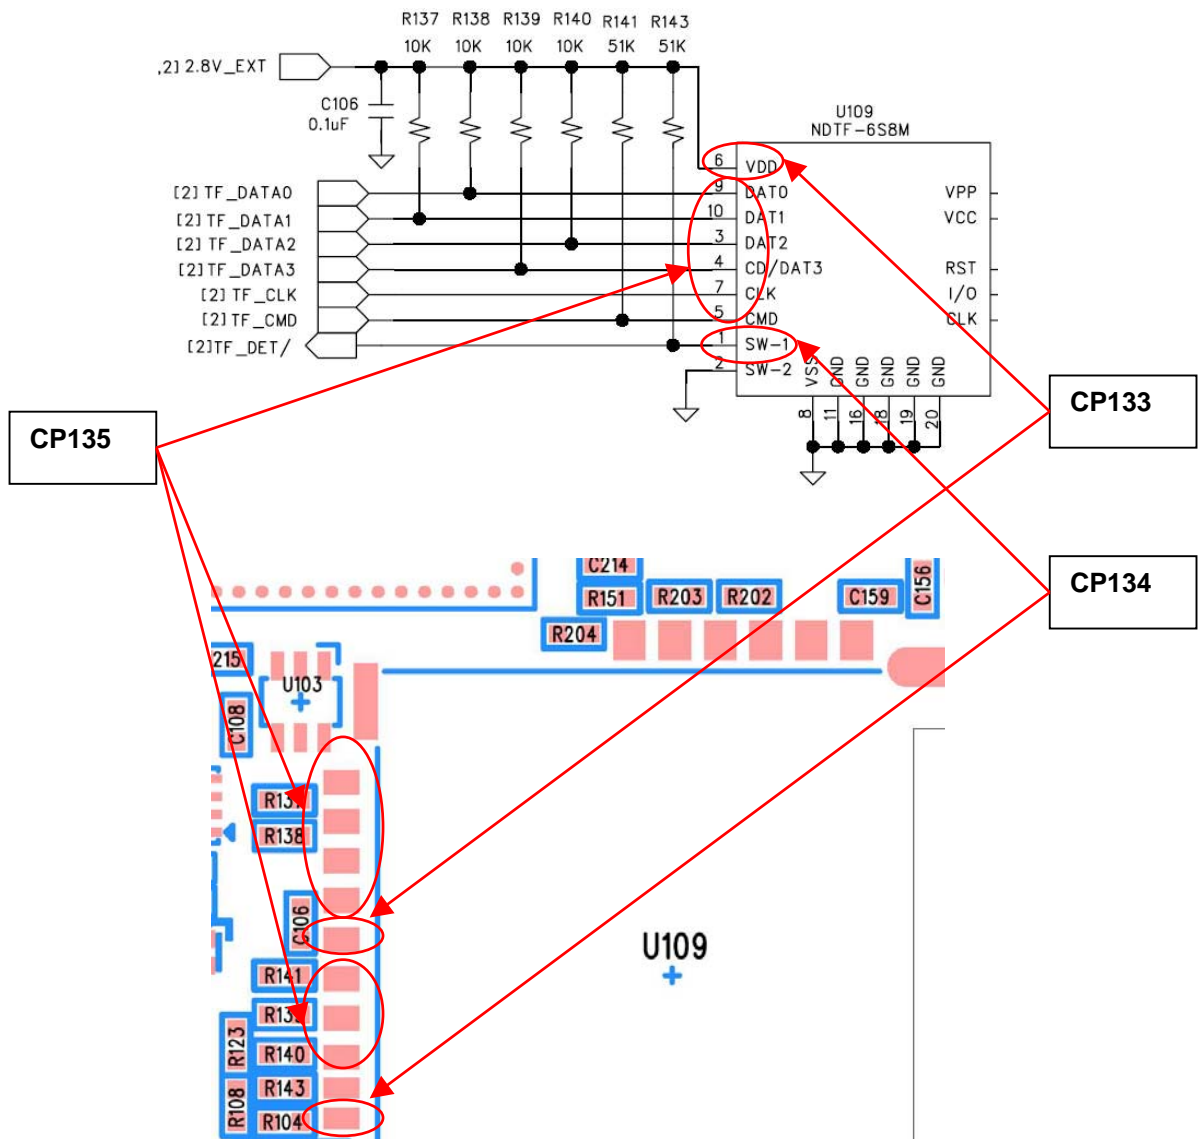 R137 R138 R139 R140 R141 R143
10K 10K 10K 10K 51K 51K
,2] 2.8V_EXT
C106
0.1uF
U109
NDTF-6S8M
6 VDD
[2] TF_DATA0 9 DAT0 VPP
[2] TF_DATA1 10 DAT1 VCC
[2] TF_DATA2 3 DAT2
[2] TF_DATA3 4 CD/DAT3 RST
[2] TF_CLK 7 CLK I/O
[2] TF_CMD 5 CMD CLK
[2]TF_DET/ 1 SW-1
2 SW-2
VSS GND GND GND GND GND
8 11 16 18 19 20
CP133
CP135
CP134
C214
R151 R203 R202 C159 C156
R204
215
U103
C108
R137
R138
C106
U109
R141
R139
R123
R140
R143
R108
R104